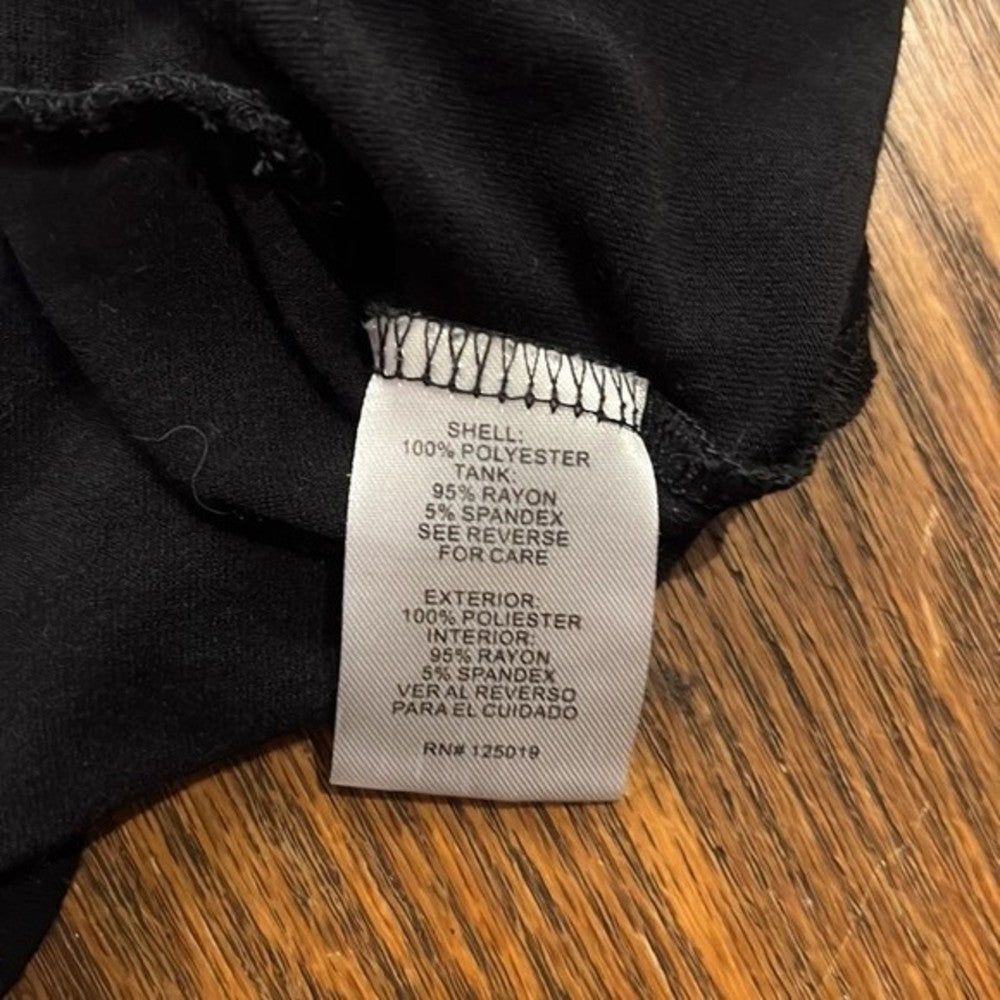 SHELL:
100% POLYESTER
TANK:
95% RAYON
5% SPANDEX
SEE REVERSE
FOR CARE
EXTERIOR:
100% POLIESTER
INTERIOR:
95% RAYON
5% SPANDEX
VER AL REVERSO
PARA EL CUIDADO
RN# 125019